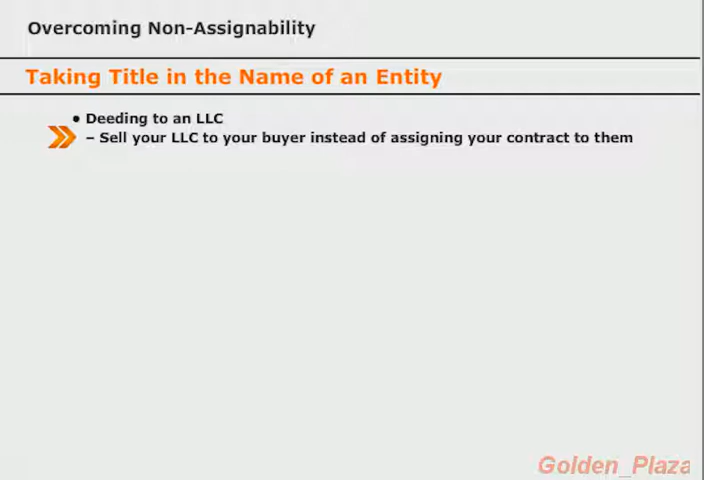 Overcoming Non-Assignability
Taking Title in the Name of an Entity
• Deeding to an LLC
– Sell your LLC to your buyer instead of assigning your contract to them
Golden_Plaza